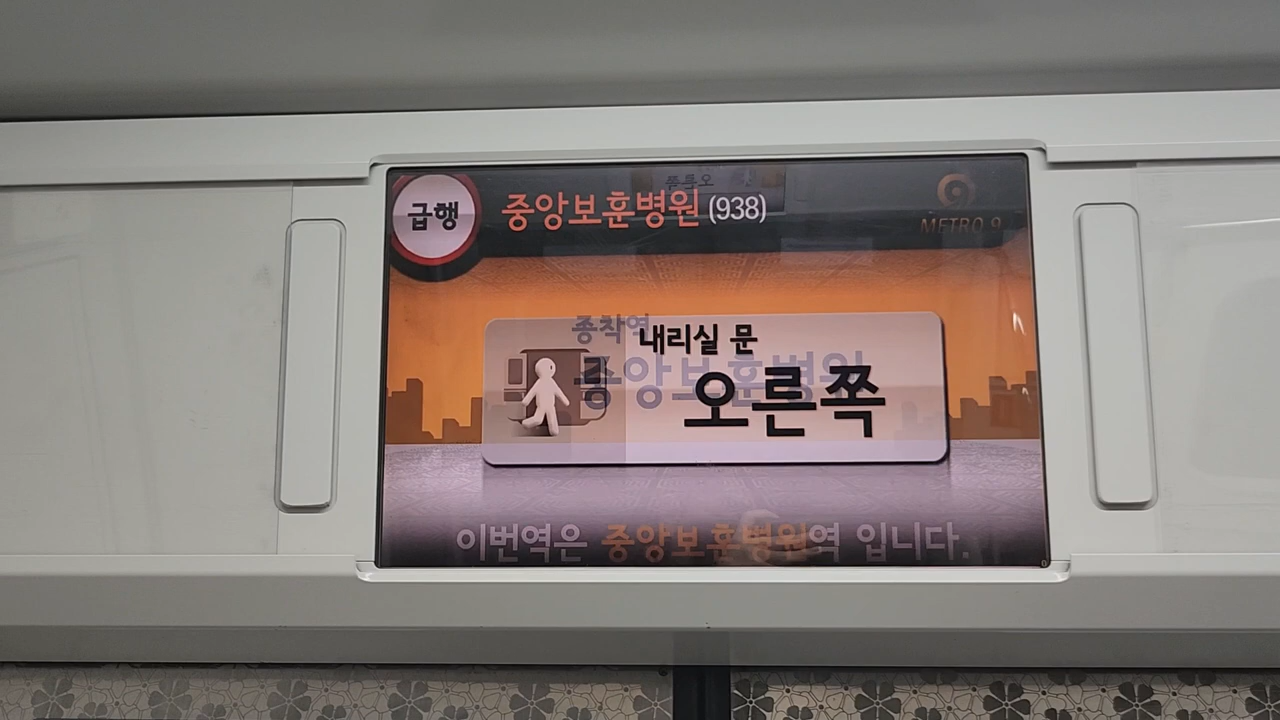 급행
중앙보훈병원 (938)
METRO 9
종착역
중앙보훈병원
내리실 문
오른쪽
이번역은 중앙보훈병원역 입니다.